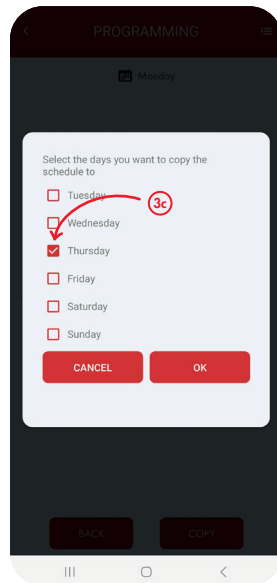 PROGRAMMING
Monday
Select the days you want to copy the
schedule to
Tuesday
3c
Wednesday
Thursday
Friday
Saturday
Sunday
CANCEL OK
BACK COPY